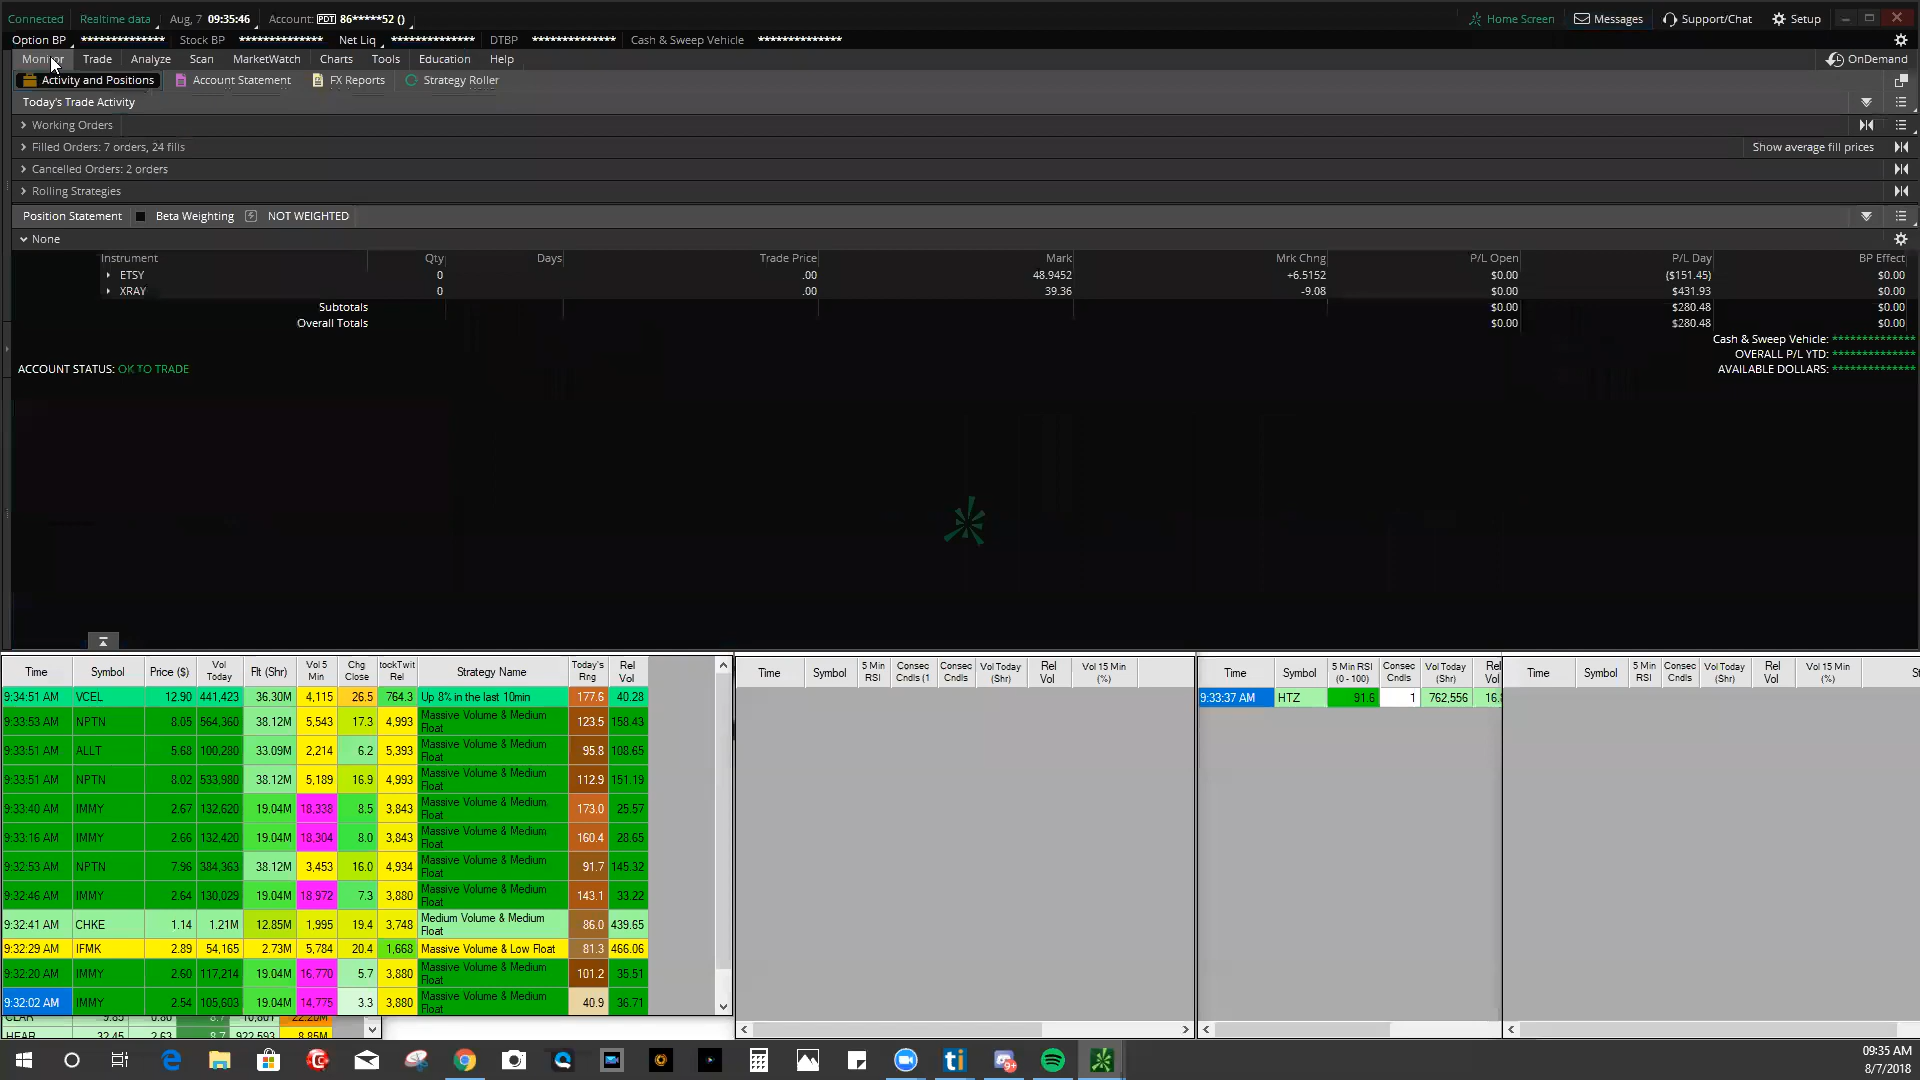 Connected Realtime data Aug, 7 09:35:46 Account: PDT 86*****52 () Home Screen Messages Support/Chat Setup
Option BP ************** Stock BP ************** Net Liq ************** DTBP ************** Cash & Sweep Vehicle **************
Monitor Trade Analyze Scan MarketWatch Charts Tools Education Help OnDemand
Activity and Positions Account Statement FX Reports Strategy Roller
Today's Trade Activity
Working Orders
Filled Orders: 7 orders, 24 fills Show average fill prices
Cancelled Orders: 2 orders
Rolling Strategies
Position Statement Beta Weighting NOT WEIGHTED
None
Instrument Qty Days Trade Price Mark Mrk Chng P/L Open P/L Day BP Effect
ETSY 0 .00 48.9452 +6.5152 $0.00 ($151.45) $0.00
XRAY 0 .00 39.36 -9.08 $0.00 $431.93 $0.00
Subtotals $0.00 $280.48 $0.00
Overall Totals $0.00 $280.48 $0.00
Cash & Sweep Vehicle: **************
OVERALL P/L YTD: **************
ACCOUNT STATUS: OK TO TRADE AVAILABLE DOLLARS: **************
Time Symbol Price ($) Vol Today Flt (Shr) Vol 5 Min Chg Close tockTwit Rel Strategy Name Today's Rng Rel Vol
9:34:51 AM VCEL 12.90 441,423 36.30M 4,115 26.5 764.3 Up 8% in the last 10min 177.6 40.28
9:33:53 AM NPTN 8.05 564,360 38.12M 5,543 17.3 4,993 Massive Volume & Medium Float 123.5 158.43
9:33:51 AM ALLT 5.68 100,280 33.09M 2,214 6.2 5,393 Massive Volume & Medium Float 95.8 108.65
9:33:51 AM NPTN 8.02 533,980 38.12M 5,189 16.9 4,993 Massive Volume & Medium Float 112.9 151.19
9:33:40 AM IMMY 2.67 132,620 19.04M 18,338 8.5 3,843 Massive Volume & Medium Float 173.0 25.57
9:33:16 AM IMMY 2.66 132,420 19.04M 18,304 8.0 3,843 Massive Volume & Medium Float 160.4 28.65
9:32:53 AM NPTN 7.96 384,363 38.12M 3,453 16.0 4,934 Massive Volume & Medium Float 91.7 145.32
9:32:46 AM IMMY 2.64 130,029 19.04M 18,972 7.3 3,880 Massive Volume & Medium Float 143.1 33.22
9:32:41 AM CHKE 1.14 1.21M 12.85M 1,995 19.4 3,748 Medium Volume & Medium Float 86.0 439.65
9:32:29 AM IFMK 2.89 54,165 2.73M 5,784 20.4 1,668 Massive Volume & Low Float 81.3 466.06
9:32:20 AM IMMY 2.60 117,214 19.04M 16,770 5.7 3,880 Massive Volume & Medium Float 101.2 35.51
9:32:02 AM IMMY 2.54 105,603 19.04M 14,775 3.3 3,880 Massive Volume & Medium Float 40.9 36.71
HEAR 32.45 2.63 8.7 922,593 8.85M
Time Symbol 5 Min RSI Consec Cndls (1 Consec Cndls Vol Today (Shr) Rel Vol Vol 15 Min (%)
Time Symbol 5 Min RSI (0 - 100) Consec Cndls Vol Today (Shr) Rel Vol
9:33:37 AM HTZ 91.6 1 762,556 16.
Time Symbol 5 Min RSI Consec Cndls Vol Today (Shr) Rel Vol Vol 15 Min (%) St
09:35 AM
8/7/2018